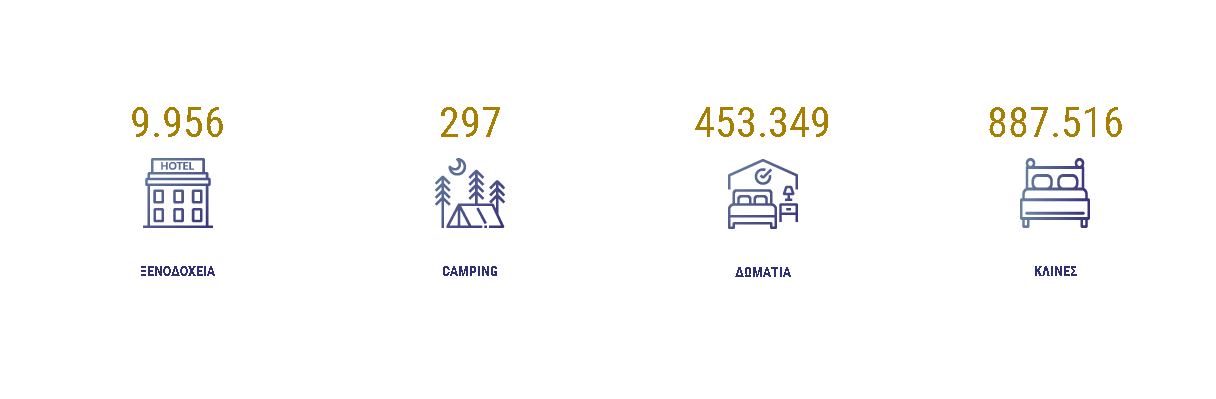 9.956
297
453.349
887.516
HOTEL
ΞΕΝΟΔΟΧΕΙΑ
CAMPING
ΔΩΜΑΤΙΑ
ΚΛΙΝΕΣ